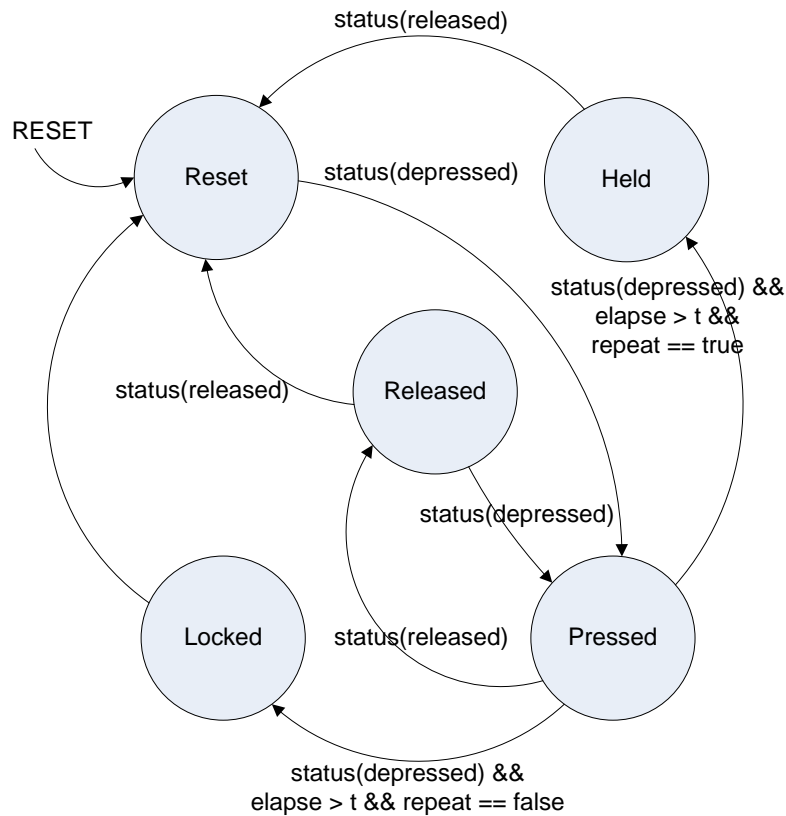 status(released)
RESET
Reset
status(depressed)
Held
status(depressed) &&
elapse > t &&
repeat == true
status(released)
Released
status(depressed)
Locked
status(released)
Pressed
status(depressed) &&
elapse > t && repeat == false